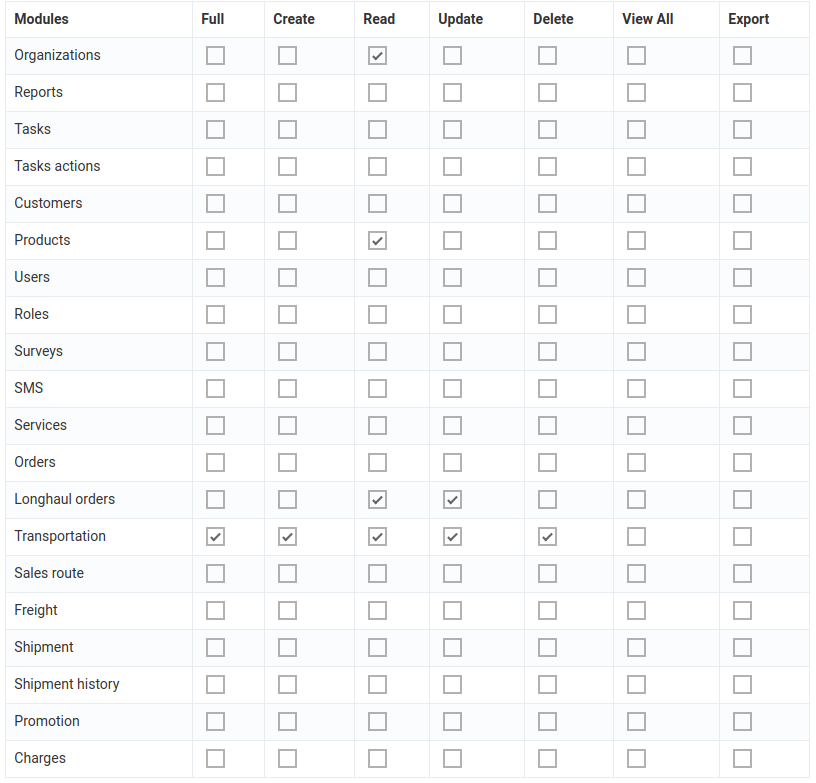 Modules Full Create Read Update Delete View All Export
Organizations
Reports
Tasks
Tasks actions
Customers
Products
Users
Roles
Surveys
SMS
Services
Orders
Longhaul orders
Transportation
Sales route
Freight
Shipment
Shipment history
Promotion
Charges